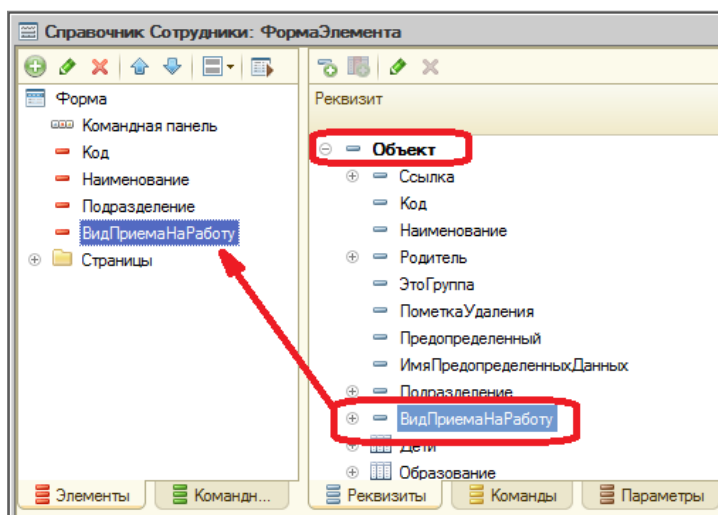 Справочник Сотрудники: ФормаЭлемента
Форма
Командная панель
Код
Наименование
Подразделение
ВидПриемаНаРаботу
Страницы
Элементы
Командн...
Реквизит
Объект
Ссылка
Код
Наименование
Родитель
ЭтоГруппа
ПометкаУдаления
Предопределенный
ИмяПредопределенныхДанных
Подразделение
ВидПриемаНаРаботу
Дети
Образование
Реквизиты
Команды
Параметры